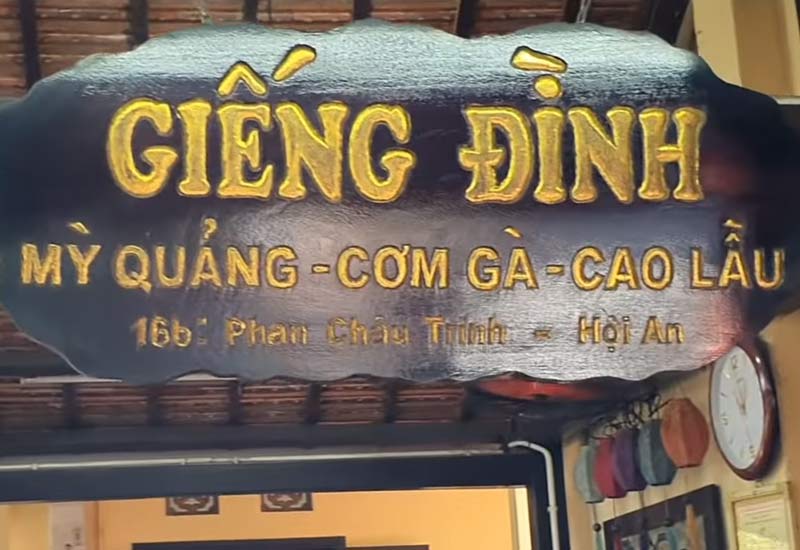 GIẾNG ĐÌNH
MỲ QUẢNG - CƠM GÀ - CAO LẦU
16b: Phan Châu Trinh - Hội An